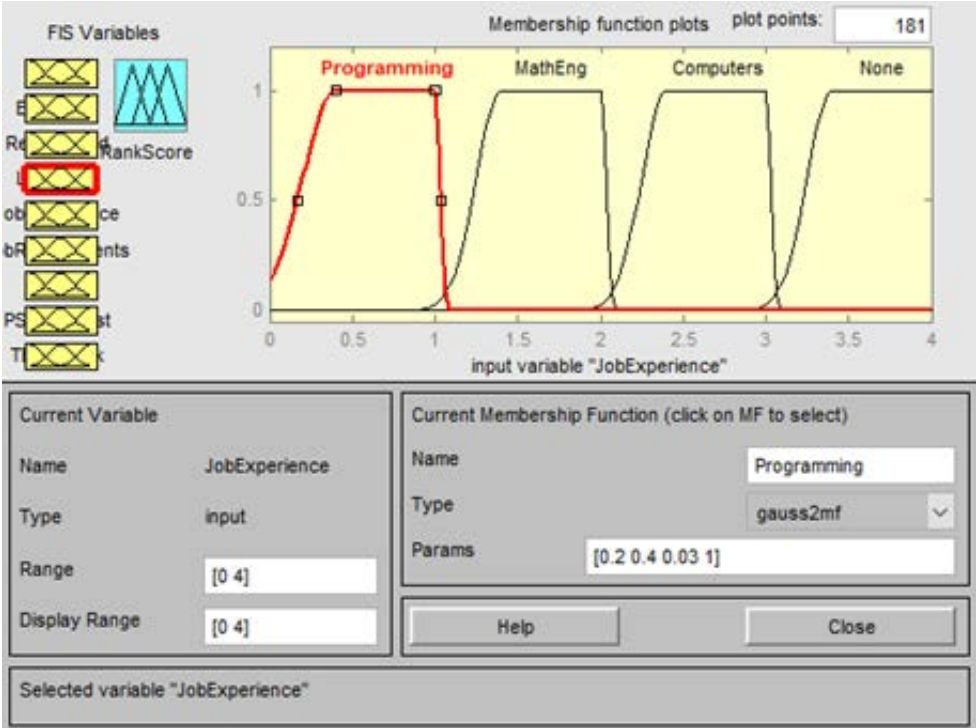 FIS Variables
RankScore
Membership function plots
plot points:
181
Programming
MathEng
Computers
None
1
0.5
0
0
0.5
1
1.5
2
2.5
3
3.5
4
input variable "JobExperience"
Current Variable
Name
JobExperience
Type
input
Range
[0 4]
Display Range
[0 4]
Current Membership Function (click on MF to select)
Name
Programming
Type
gauss2mf
Params
[0.2 0.4 0.03 1]
Help
Close
Selected variable "JobExperience"